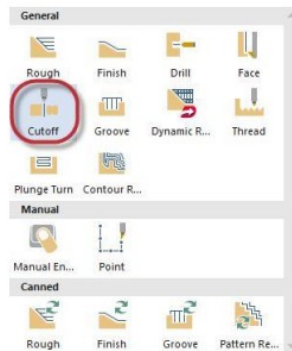 General
Rough Finish Drill Face
Cutoff Groove Dynamic R... Thread
Plunge Turn Contour R...
Manual
Manual En... Point
Canned
Rough Finish Groove Pattern Re...